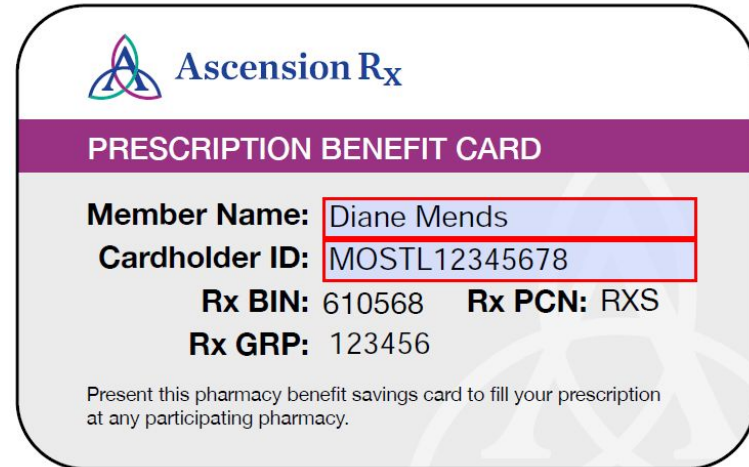 Ascension Rx
PRESCRIPTION BENEFIT CARD
Member Name: Diane Mends
Cardholder ID: MOSTL12345678
Rx BIN: 610568 Rx PCN: RXS
Rx GRP: 123456
Present this pharmacy benefit savings card to fill your prescription
at any participating pharmacy.